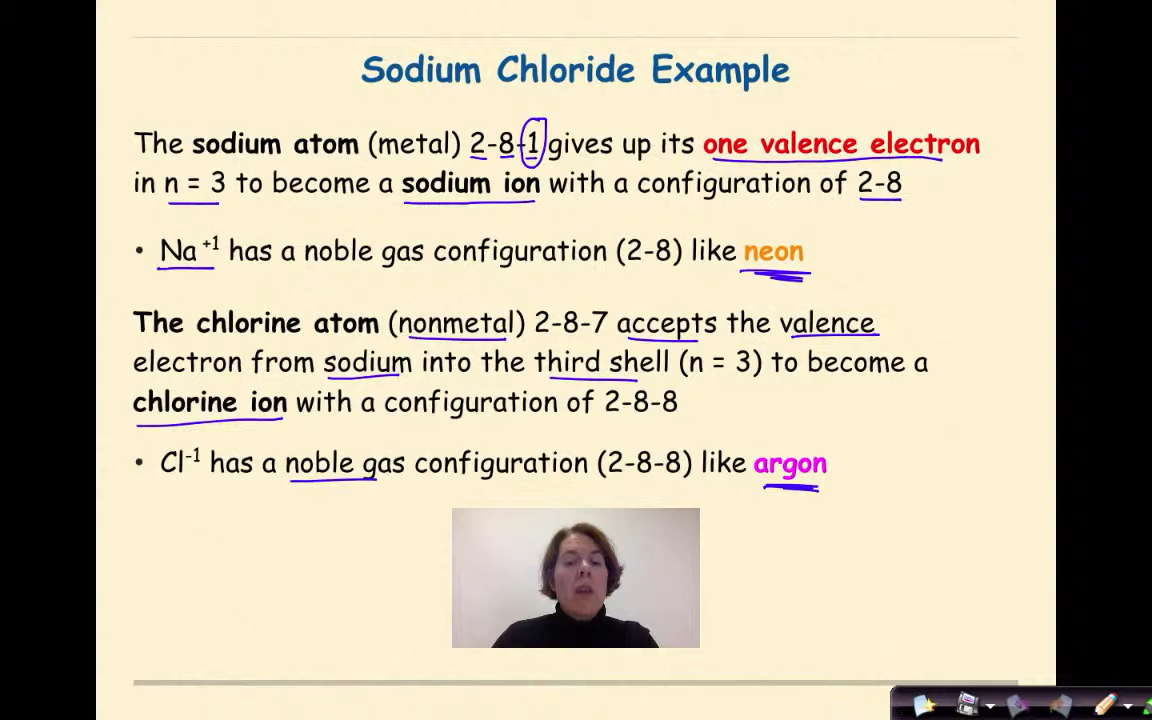 Sodium Chloride Example
The sodium atom (metal) 2-8-1 gives up its one valence electron
in n = 3 to become a sodium ion with a configuration of 2-8
• Na +1 has a noble gas configuration (2-8) like neon
The chlorine atom (nonmetal) 2-8-7 accepts the valence
electron from sodium into the third shell (n = 3) to become a
chlorine ion with a configuration of 2-8-8
• Cl-1 has a noble gas configuration (2-8-8) like argon